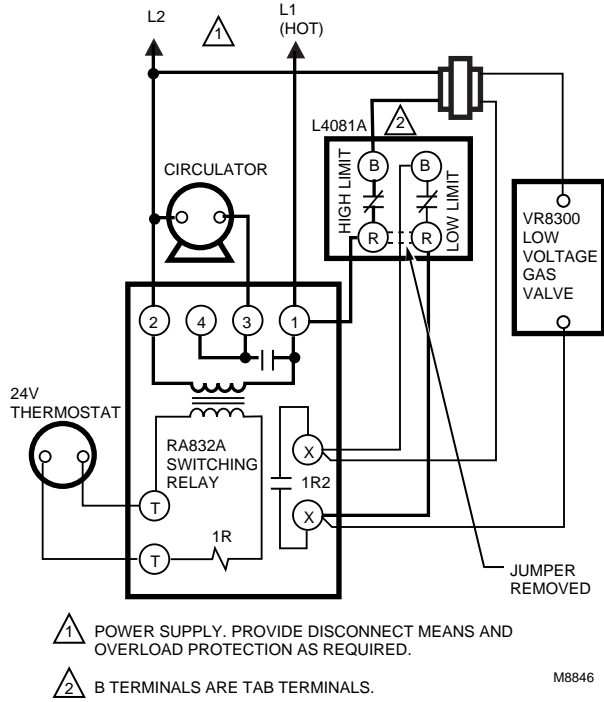 L2
1
L1
(HOT)
L4081A
2
CIRCULATOR
HIGH LIMIT
B
B
LOW LIMIT
R
R
VR8300
LOW
VOLTAGE
GAS
VALVE
2
4
3
1
24V
THERMOSTAT
RA832A
SWITCHING
RELAY
X
1R2
T
X
1R
T
JUMPER
REMOVED
1 POWER SUPPLY. PROVIDE DISCONNECT MEANS AND
OVERLOAD PROTECTION AS REQUIRED.
2 B TERMINALS ARE TAB TERMINALS.
M8846